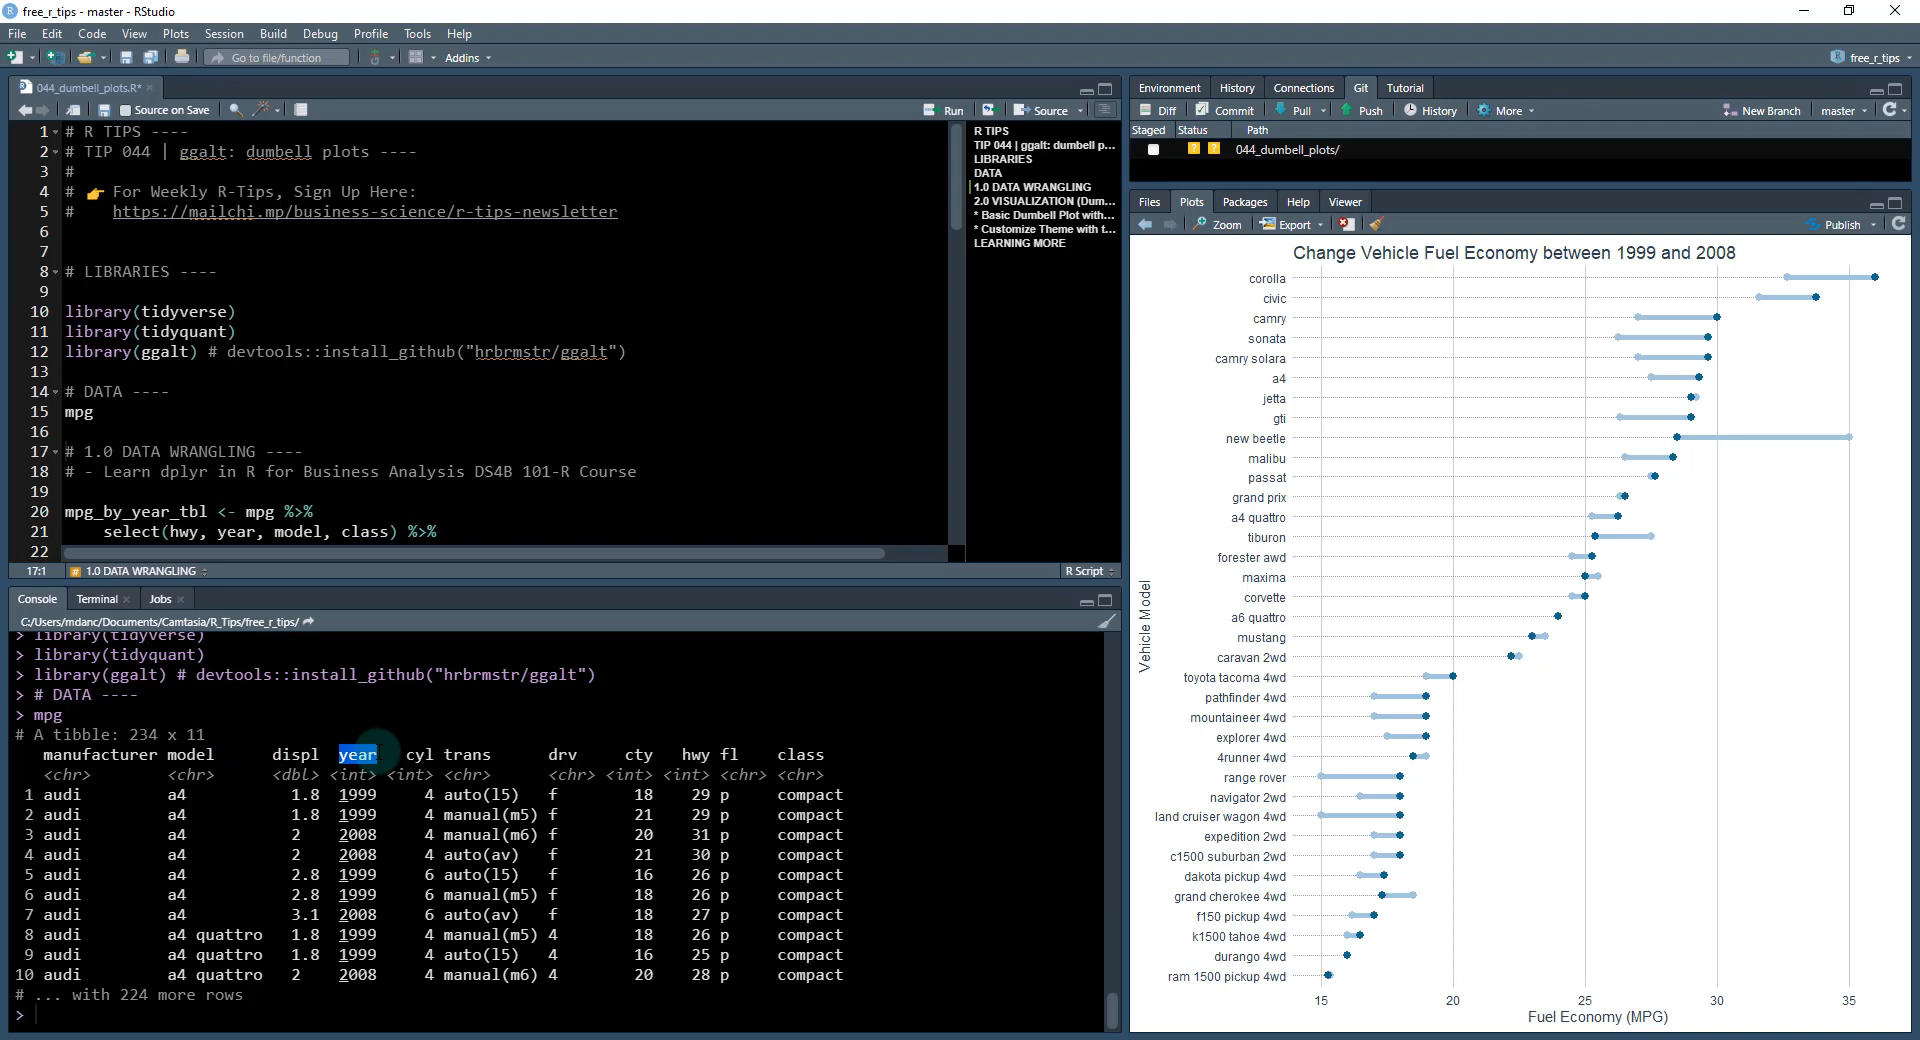 free_r_tips - master - RStudio
File Edit Code View Plots Session Build Debug Profile Tools Help
Go to file/function Addins free_r_tips
044_dumbell_plots.R*
Source on Save Run Source
1 # R TIPS ----
2 # TIP 044 | ggalt: dumbell plots ----
3 #
4 # 👉 For Weekly R-Tips, Sign Up Here:
5 # https://mailchi.mp/business-science/r-tips-newsletter
6
7
8 # LIBRARIES ----
9
10 library(tidyverse)
11 library(tidyquant)
12 library(ggalt) # devtools::install_github("hrbrmstr/ggalt")
13
14 # DATA ----
15 mpg
16
17 # 1.0 DATA WRANGLING ----
18 # - Learn dplyr in R for Business Analysis DS4B 101-R Course
19
20 mpg_by_year_tbl <- mpg %>%
21 select(hwy, year, model, class) %>%
22
R TIPS
TIP 044 | ggalt: dumbell p...
LIBRARIES
DATA
1.0 DATA WRANGLING
2.0 VISUALIZATION (Dum...
* Basic Dumbell Plot with...
* Customize Theme with t...
LEARNING MORE
17:1 # 1.0 DATA WRANGLING R Script
Console Terminal Jobs
C:/Users/mdanc/Documents/Camtasia/R_Tips/free_r_tips/
> library(tidyverse)
> library(tidyquant)
> library(ggalt) # devtools::install_github("hrbrmstr/ggalt")
> # DATA ----
> mpg
# A tibble: 234 x 11
manufacturer model displ year cyl trans drv cty hwy fl class
<chr> <chr> <dbl> <int> <int> <chr> <chr> <int> <int> <chr> <chr>
1 audi a4 1.8 1999 4 auto(l5) f 18 29 p compact
2 audi a4 1.8 1999 4 manual(m5) f 21 29 p compact
3 audi a4 2 2008 4 manual(m6) f 20 31 p compact
4 audi a4 2 2008 4 auto(av) f 21 30 p compact
5 audi a4 2.8 1999 6 auto(l5) f 16 26 p compact
6 audi a4 2.8 1999 6 manual(m5) f 18 26 p compact
7 audi a4 3.1 2008 6 auto(av) f 18 27 p compact
8 audi a4 quattro 1.8 1999 4 manual(m5) 4 18 26 p compact
9 audi a4 quattro 1.8 1999 4 auto(l5) 4 16 25 p compact
10 audi a4 quattro 2 2008 4 manual(m6) 4 20 28 p compact
# ... with 224 more rows
>
Environment History Connections Git Tutorial
Diff Commit Pull Push History More New Branch master
Staged Status Path
? ? 044_dumbell_plots/
Files Plots Packages Help Viewer
Zoom Export Publish
Change Vehicle Fuel Economy between 1999 and 2008
Vehicle Model
corolla
civic
camry
sonata
camry solara
a4
jetta
gti
new beetle
malibu
passat
grand prix
a4 quattro
tiburon
forester awd
maxima
corvette
a6 quattro
mustang
caravan 2wd
toyota tacoma 4wd
pathfinder 4wd
mountaineer 4wd
explorer 4wd
4runner 4wd
range rover
navigator 2wd
land cruiser wagon 4wd
expedition 2wd
c1500 suburban 2wd
dakota pickup 4wd
grand cherokee 4wd
f150 pickup 4wd
k1500 tahoe 4wd
durango 4wd
ram 1500 pickup 4wd
15 20 25 30 35
Fuel Economy (MPG)